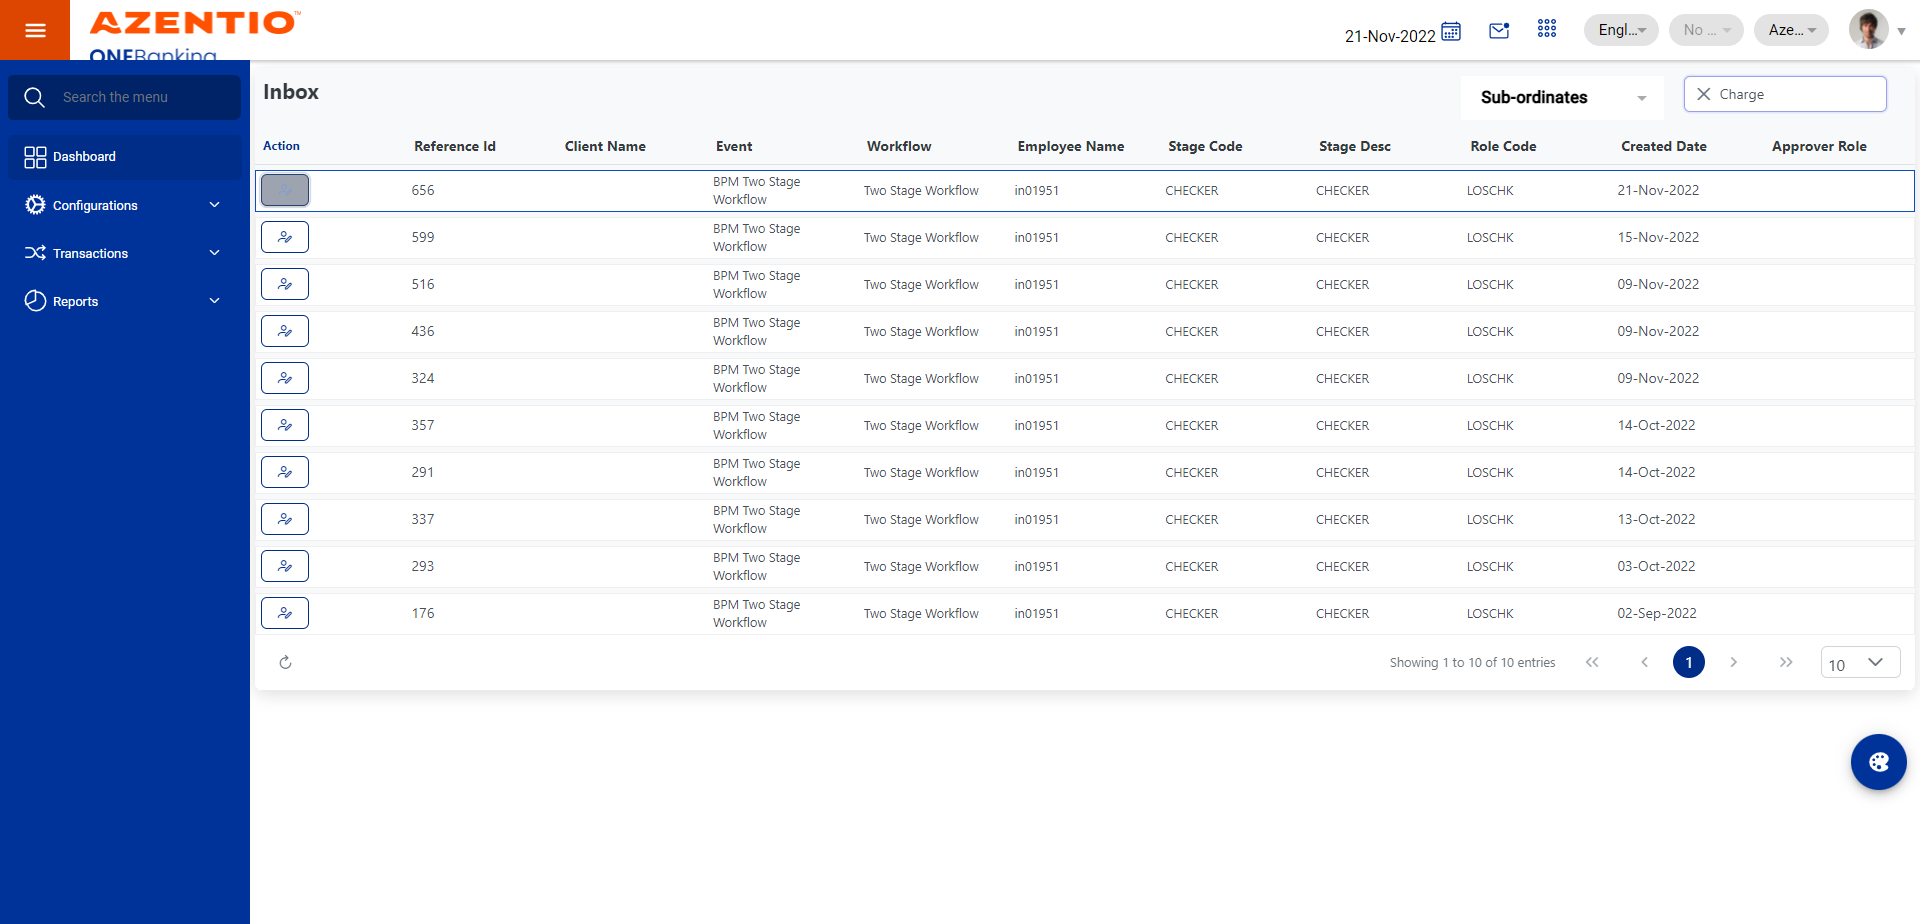 AZENTIO™
ONEBanking
21-Nov-2022
Engl...
No ...
Aze...
Search the menu
Dashboard
Configurations
Transactions
Reports
Inbox
Sub-ordinates
Charge
Action Reference Id Client Name Event Workflow Employee Name Stage Code Stage Desc Role Code Created Date Approver Role
656 BPM Two Stage Workflow Two Stage Workflow in01951 CHECKER CHECKER LOSCHK 21-Nov-2022
599 BPM Two Stage Workflow Two Stage Workflow in01951 CHECKER CHECKER LOSCHK 15-Nov-2022
516 BPM Two Stage Workflow Two Stage Workflow in01951 CHECKER CHECKER LOSCHK 09-Nov-2022
436 BPM Two Stage Workflow Two Stage Workflow in01951 CHECKER CHECKER LOSCHK 09-Nov-2022
324 BPM Two Stage Workflow Two Stage Workflow in01951 CHECKER CHECKER LOSCHK 09-Nov-2022
357 BPM Two Stage Workflow Two Stage Workflow in01951 CHECKER CHECKER LOSCHK 14-Oct-2022
291 BPM Two Stage Workflow Two Stage Workflow in01951 CHECKER CHECKER LOSCHK 14-Oct-2022
337 BPM Two Stage Workflow Two Stage Workflow in01951 CHECKER CHECKER LOSCHK 13-Oct-2022
293 BPM Two Stage Workflow Two Stage Workflow in01951 CHECKER CHECKER LOSCHK 03-Oct-2022
176 BPM Two Stage Workflow Two Stage Workflow in01951 CHECKER CHECKER LOSCHK 02-Sep-2022
Showing 1 to 10 of 10 entries
1
10